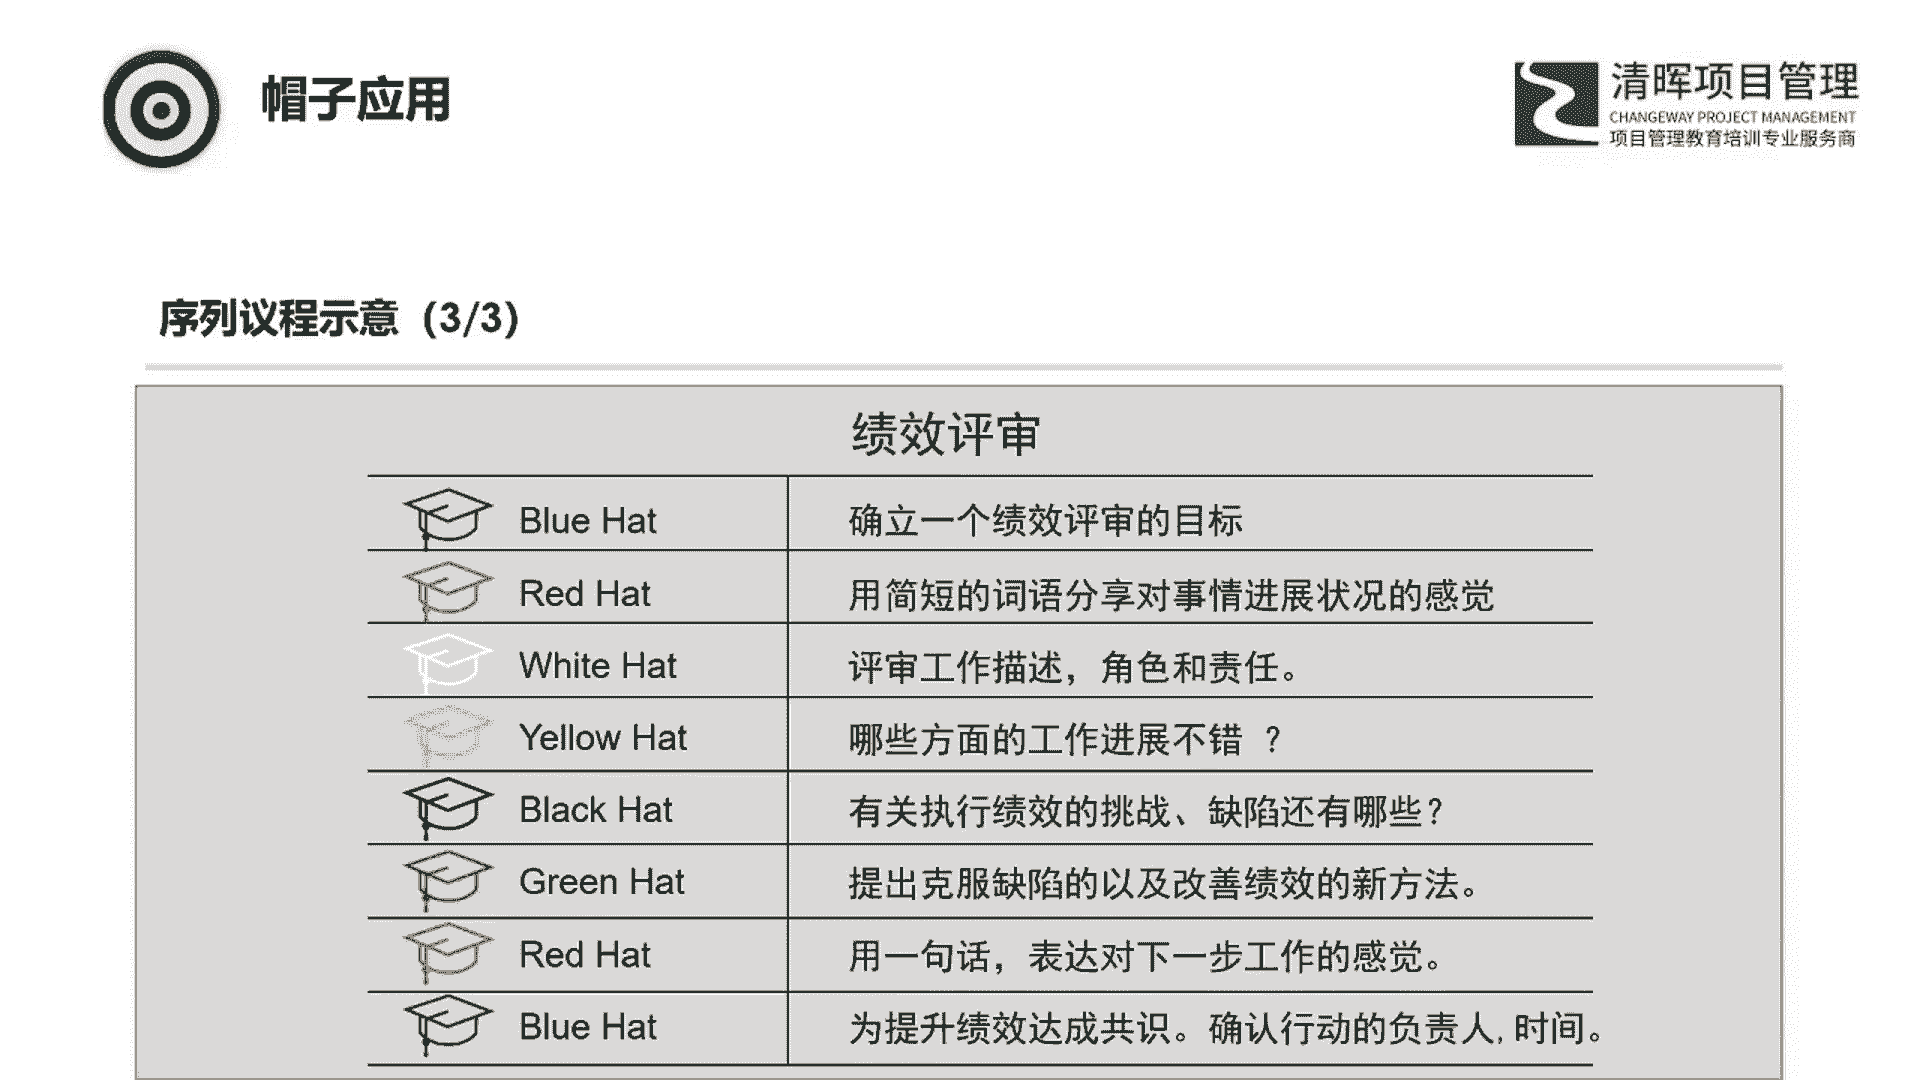 帽子应用
清晖项目管理
CHANGEWAY PROJECT MANAGEMENT
项目管理教育培训专业服务商
序列议程示意（3/3）
绩效评审
Blue Hat 确立一个绩效评审的目标
Red Hat 用简短的词语分享对事情进展状况的感觉
White Hat 评审工作描述，角色和责任。
Yellow Hat 哪些方面的工作进展不错 ？
Black Hat 有关执行绩效的挑战、缺陷还有哪些？
Green Hat 提出克服缺陷的以及改善绩效的新方法。
Red Hat 用一句话，表达对下一步工作的感觉。
Blue Hat 为提升绩效达成共识。确认行动的负责人, 时间。